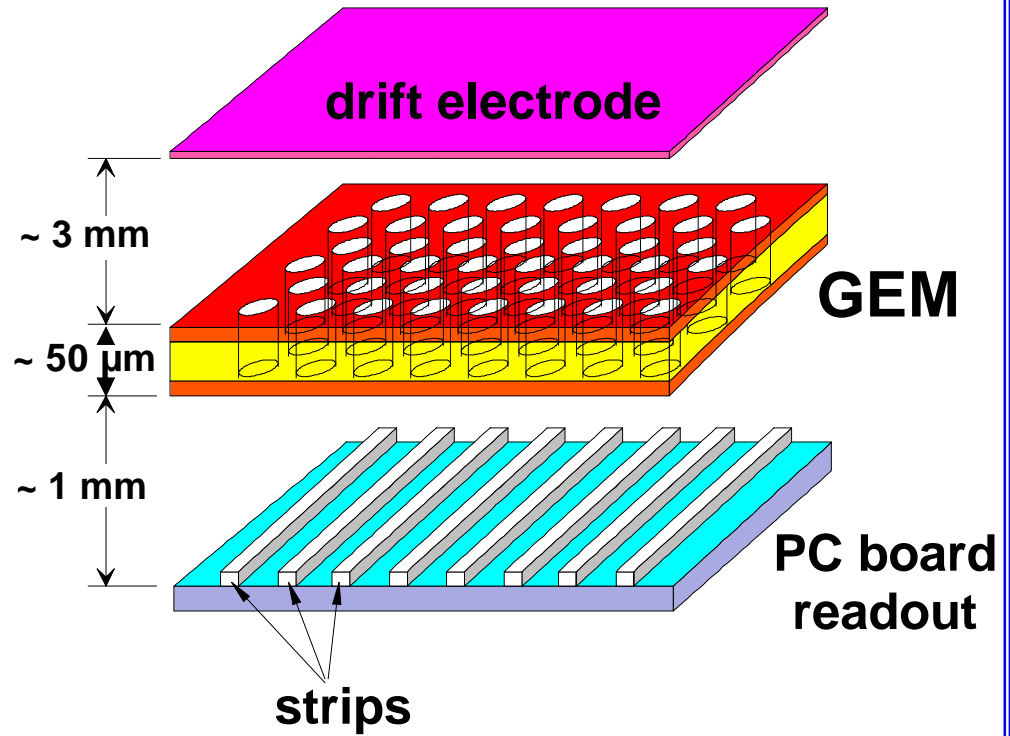 drift electrode
~ 3 mm
GEM
~ 50 µm
~ 1 mm
PC board
readout
strips